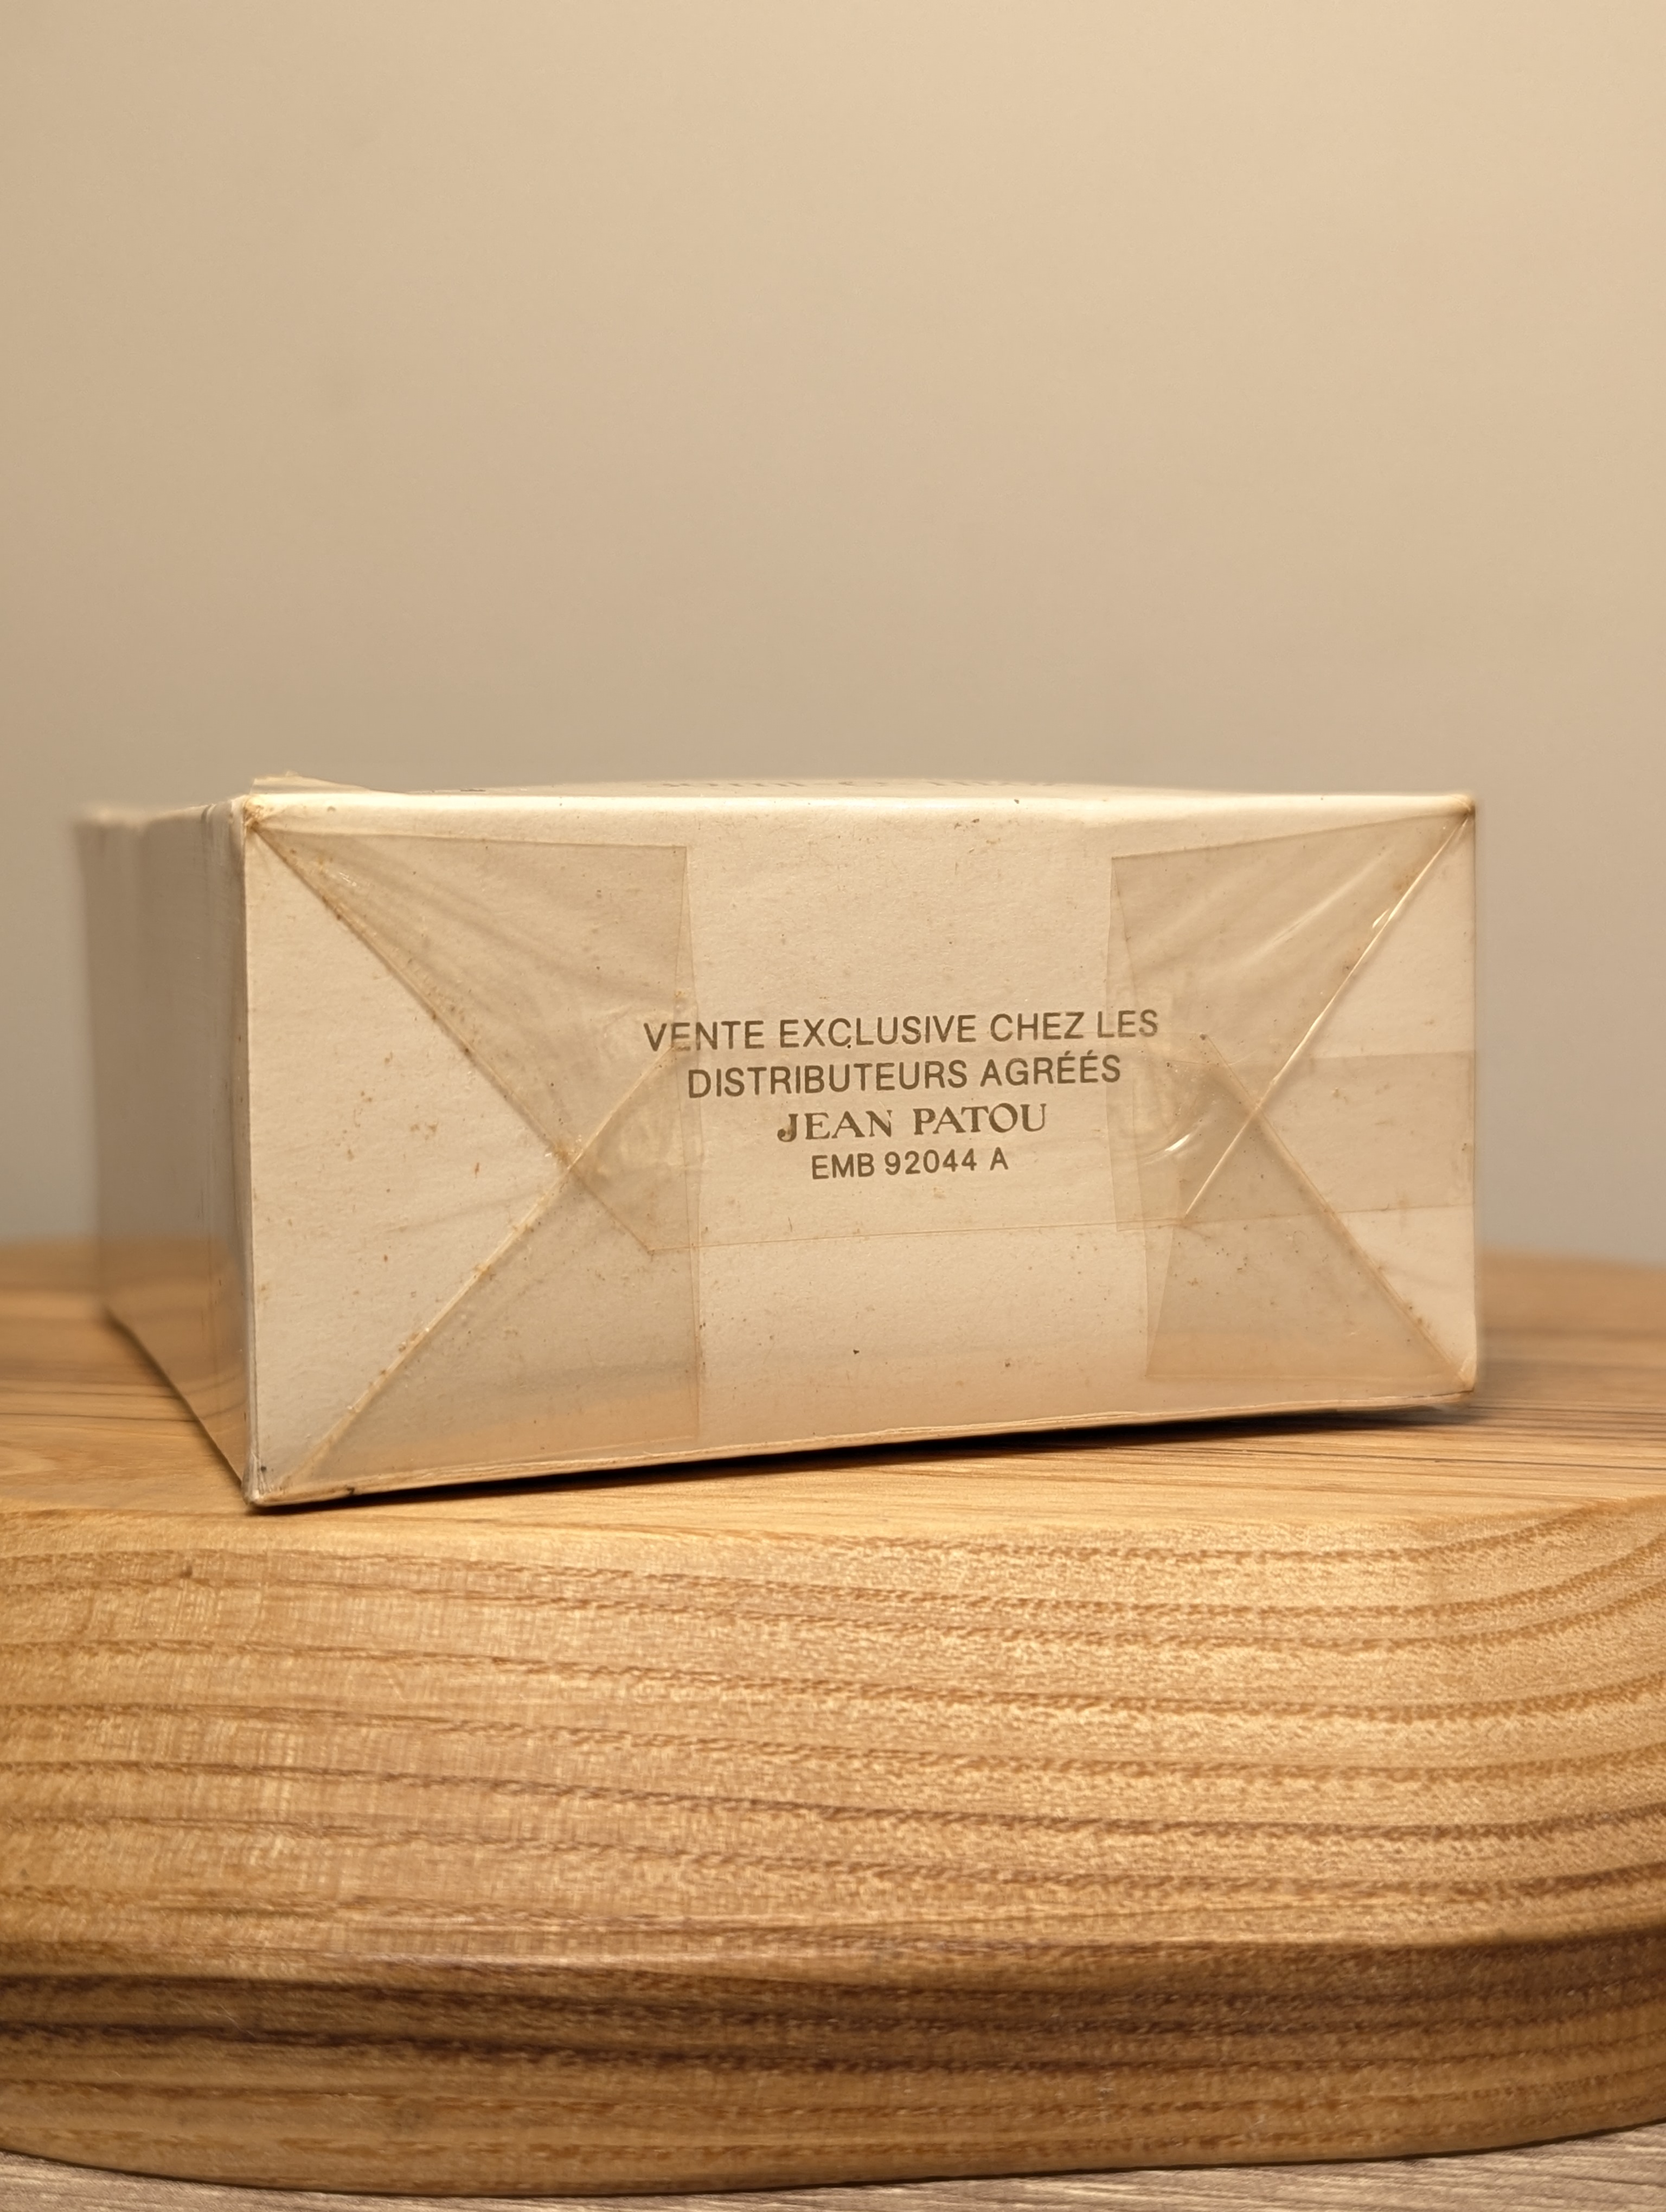 VENTE EXCLUSIVE CHEZ LES
DISTRIBUTEURS AGRÉÉS
JEAN PATOU
EMB 92044 A